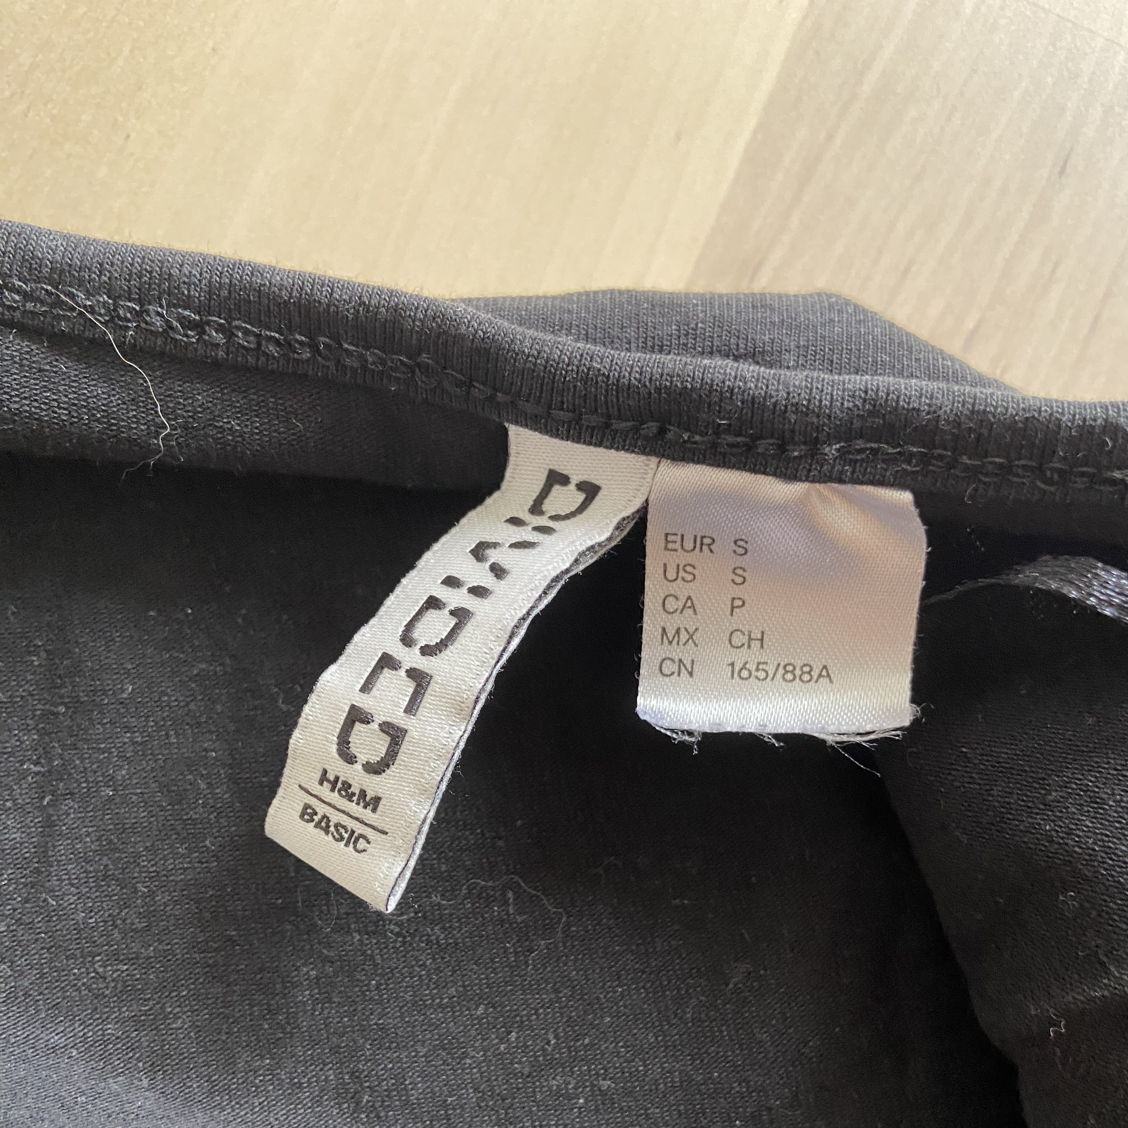 DIVIDED
H&M
BASIC
EUR S
US S
CA P
MX CH
CN 165/88A